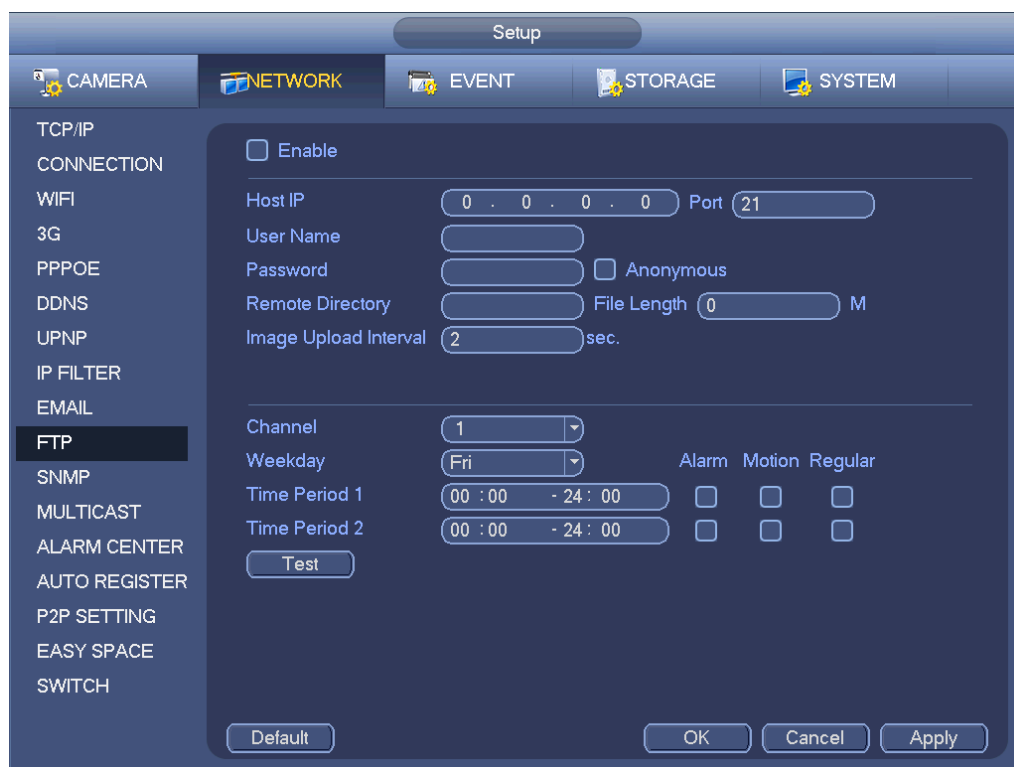 Setup
CAMERA NETWORK EVENT STORAGE SYSTEM
TCP/IP
CONNECTION
WIFI
3G
PPPOE
DDNS
UPNP
IP FILTER
EMAIL
FTP
SNMP
MULTICAST
ALARM CENTER
AUTO REGISTER
P2P SETTING
EASY SPACE
SWITCH
Enable
Host IP 0 . 0 . 0 . 0 Port 21
User Name
Password Anonymous
Remote Directory File Length 0 M
Image Upload Interval 2 sec.
Channel 1
Weekday Fri Alarm Motion Regular
Time Period 1 00 :00 - 24 : 00
Time Period 2 00 :00 - 24 : 00
Test
Default OK Cancel Apply